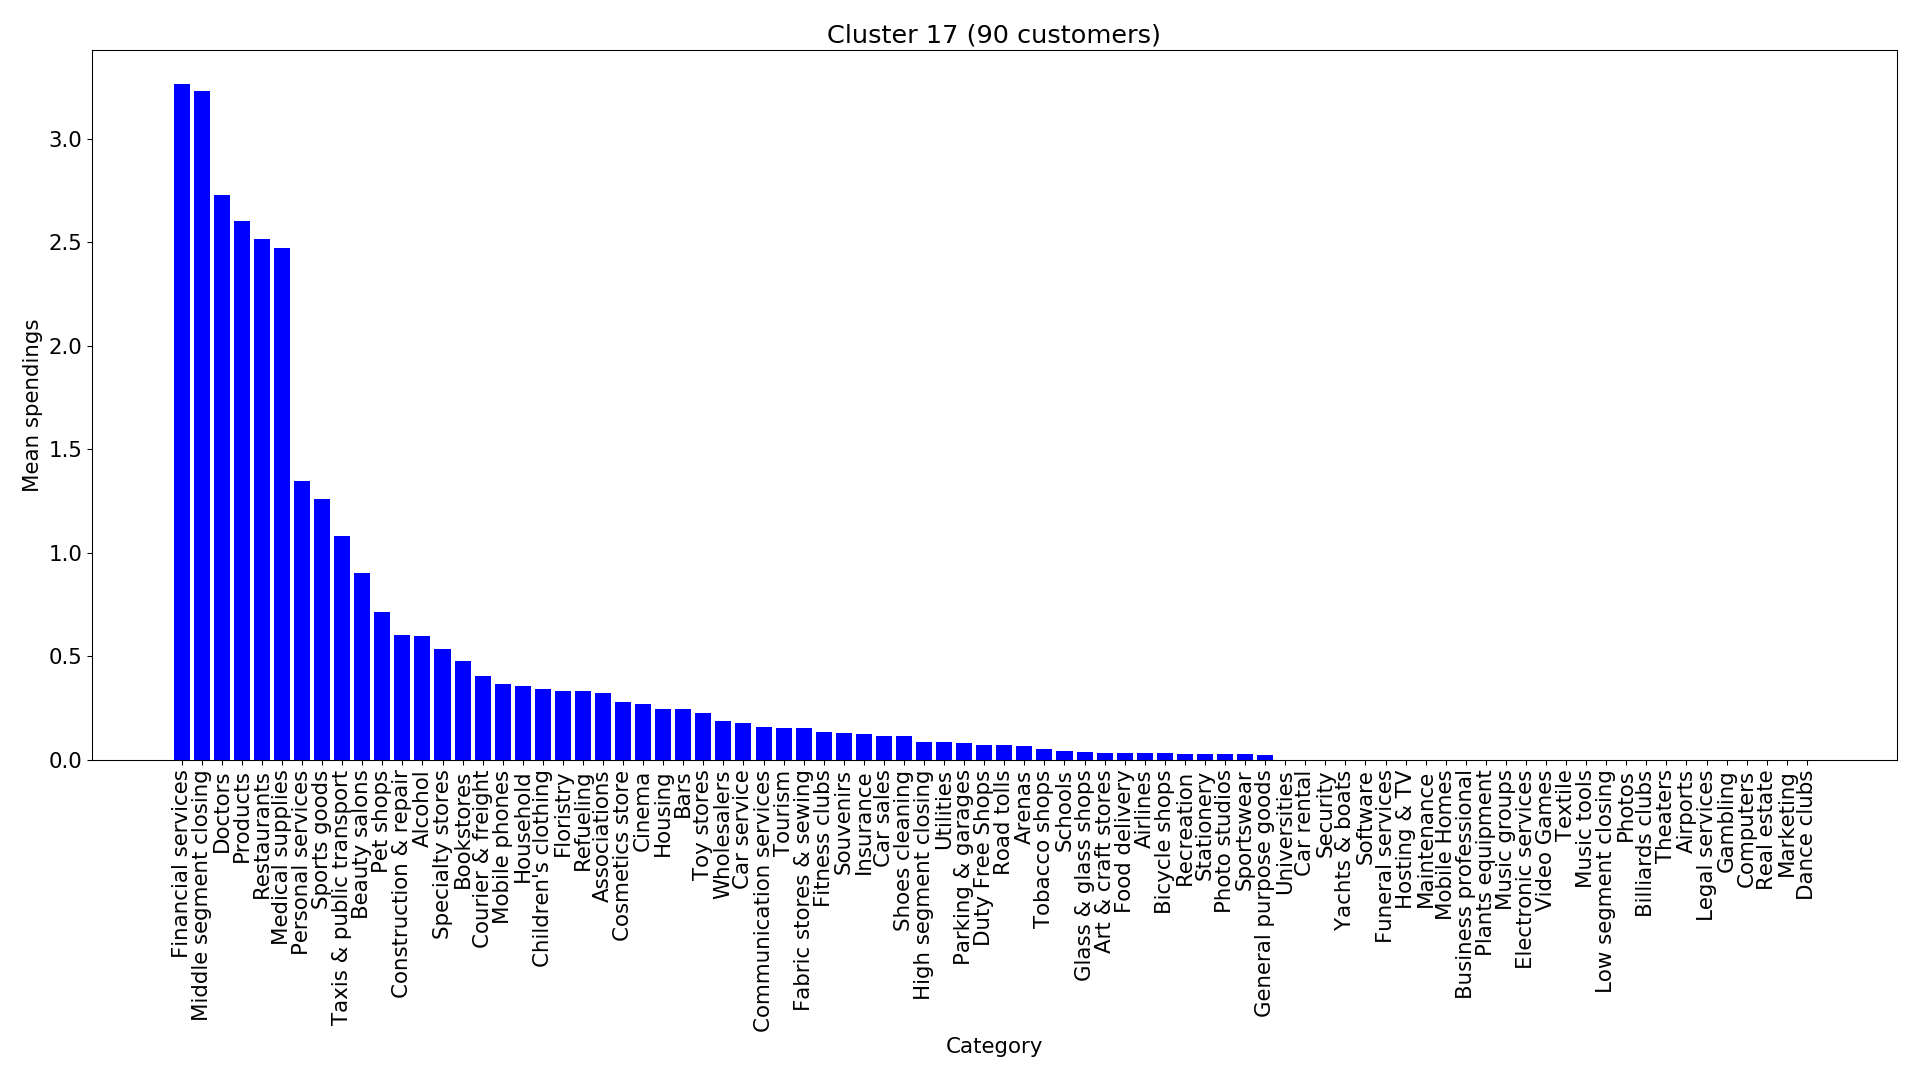 Cluster 17 (90 customers)
Mean spendings
3.0
2.5
2.0
1.5
1.0
0.5
0.0
Financial services
Middle segment closing
Doctors
Products
Restaurants
Medical supplies
Personal services
Sports goods
Taxis & public transport
Beauty salons
Pet shops
Construction & repair
Alcohol
Specialty stores
Bookstores
Courier & freight
Mobile phones
Household
Children's clothing
Floristry
Refueling
Associations
Cosmetics store
Cinema
Housing
Bars
Toy stores
Wholesalers
Car service
Communication services
Tourism
Fabric stores & sewing
Fitness clubs
Souvenirs
Insurance
Car sales
Shoes cleaning
High segment closing
Utilities
Parking & garages
Duty Free Shops
Road tolls
Arenas
Tobacco shops
Schools
Glass & glass shops
Art & craft stores
Food delivery
Airlines
Bicycle shops
Recreation
Stationery
Photo studios
Sportswear
General purpose goods
Universities
Car rental
Security
Yachts & boats
Software
Funeral services
Hosting & TV
Maintenance
Mobile Homes
Business professional
Plants equipment
Music groups
Electronic services
Video Games
Textile
Music tools
Low segment closing
Photos
Billiards clubs
Theaters
Airports
Legal services
Gambling
Computers
Real estate
Marketing
Dance clubs
Category